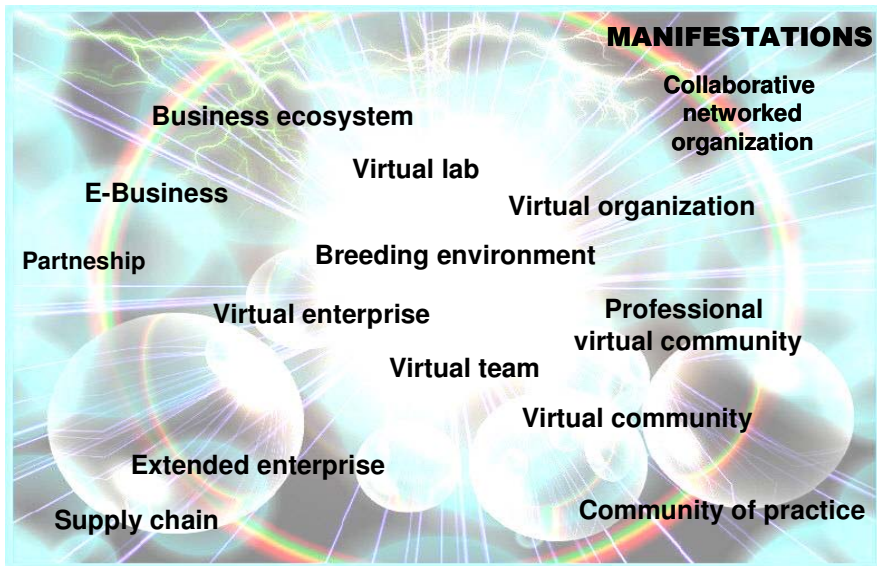 MANIFESTATIONS
Collaborative
networked
organization
Business ecosystem
Virtual lab
E-Business
Virtual organization
Partneship
Breeding environment
Virtual enterprise
Professional
virtual community
Virtual team
Virtual community
Extended enterprise
Supply chain
Community of practice